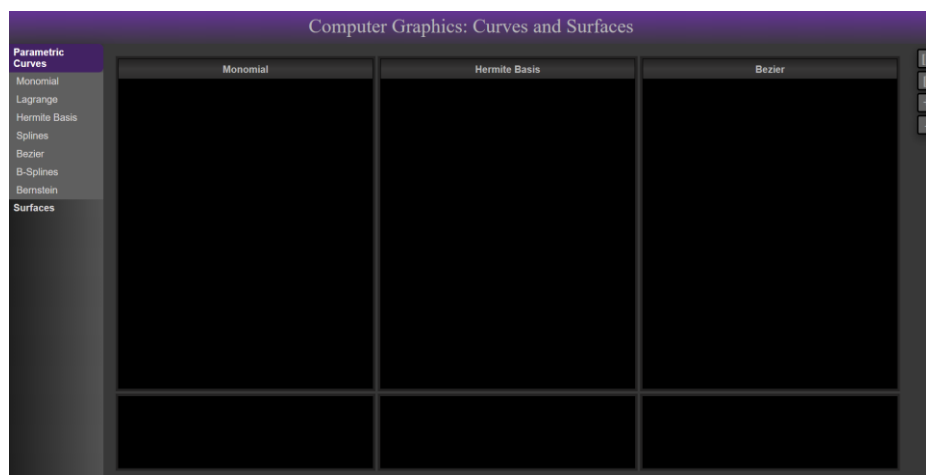 Computer Graphics: Curves and Surfaces
Parametric
Curves
Monomial
Lagrange
Hermite Basis
Splines
Bezier
B-Splines
Bernstein
Surfaces
Monomial
Hermite Basis
Bezier